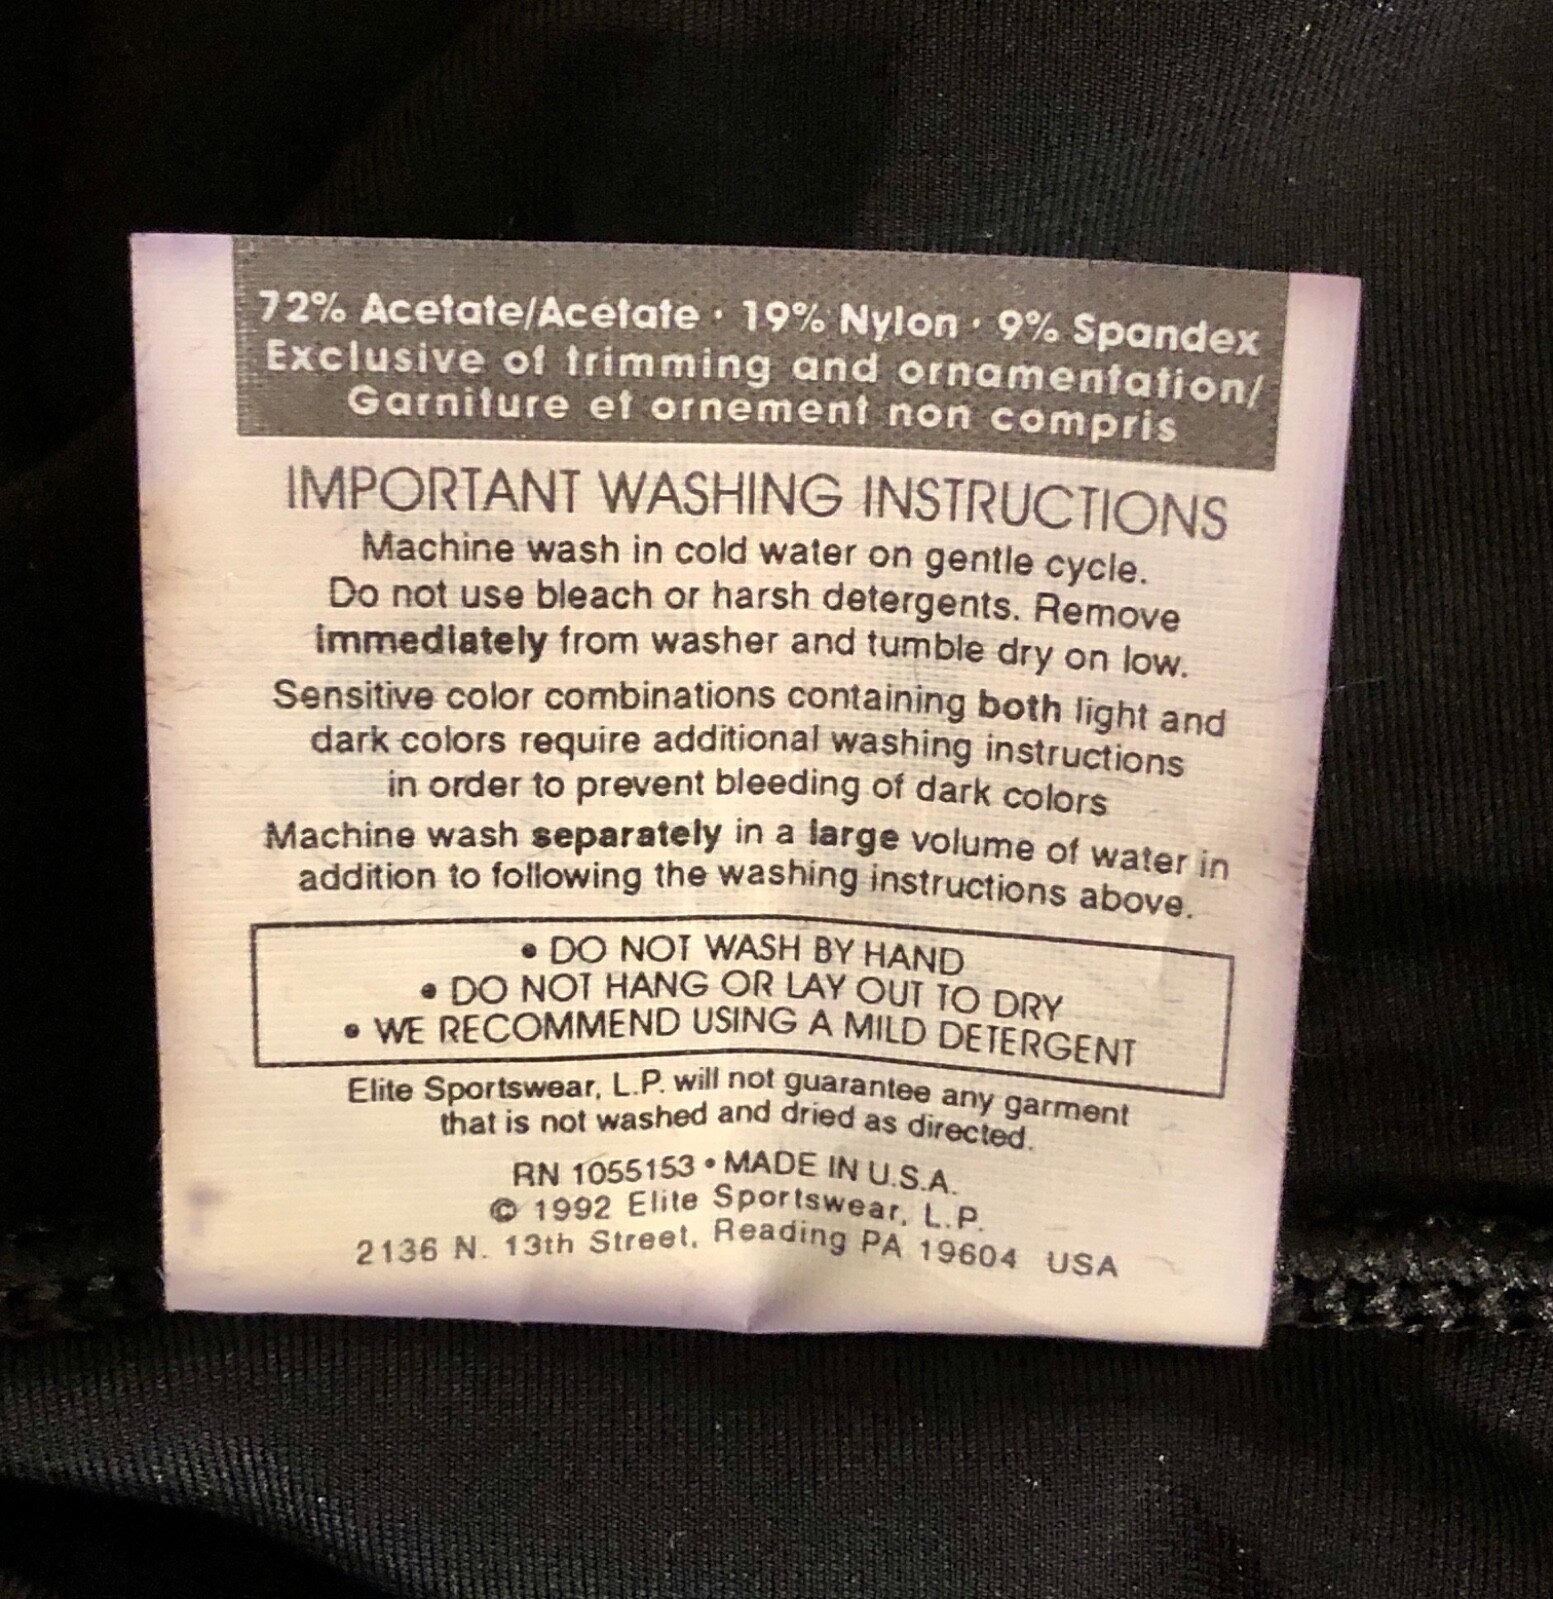 72% Acetate/Acétate · 19% Nylon · 9% Spandex
Exclusive of trimming and ornamentation/
Garniture et ornement non compris
IMPORTANT WASHING INSTRUCTIONS
Machine wash in cold water on gentle cycle.
Do not use bleach or harsh detergents. Remove
immediately from washer and tumble dry on low.
Sensitive color combinations containing both light and
dark colors require additional washing instructions
in order to prevent bleeding of dark colors
Machine wash separately in a large volume of water in
addition to following the washing instructions above.
• DO NOT WASH BY HAND
• DO NOT HANG OR LAY OUT TO DRY
• WE RECOMMEND USING A MILD DETERGENT
Elite Sportswear, L.P. will not guarantee any garment
that is not washed and dried as directed.
RN 1055153 • MADE IN U.S.A.
© 1992 Elite Sportswear, L.P.
2136 N. 13th Street, Reading PA 19604 USA